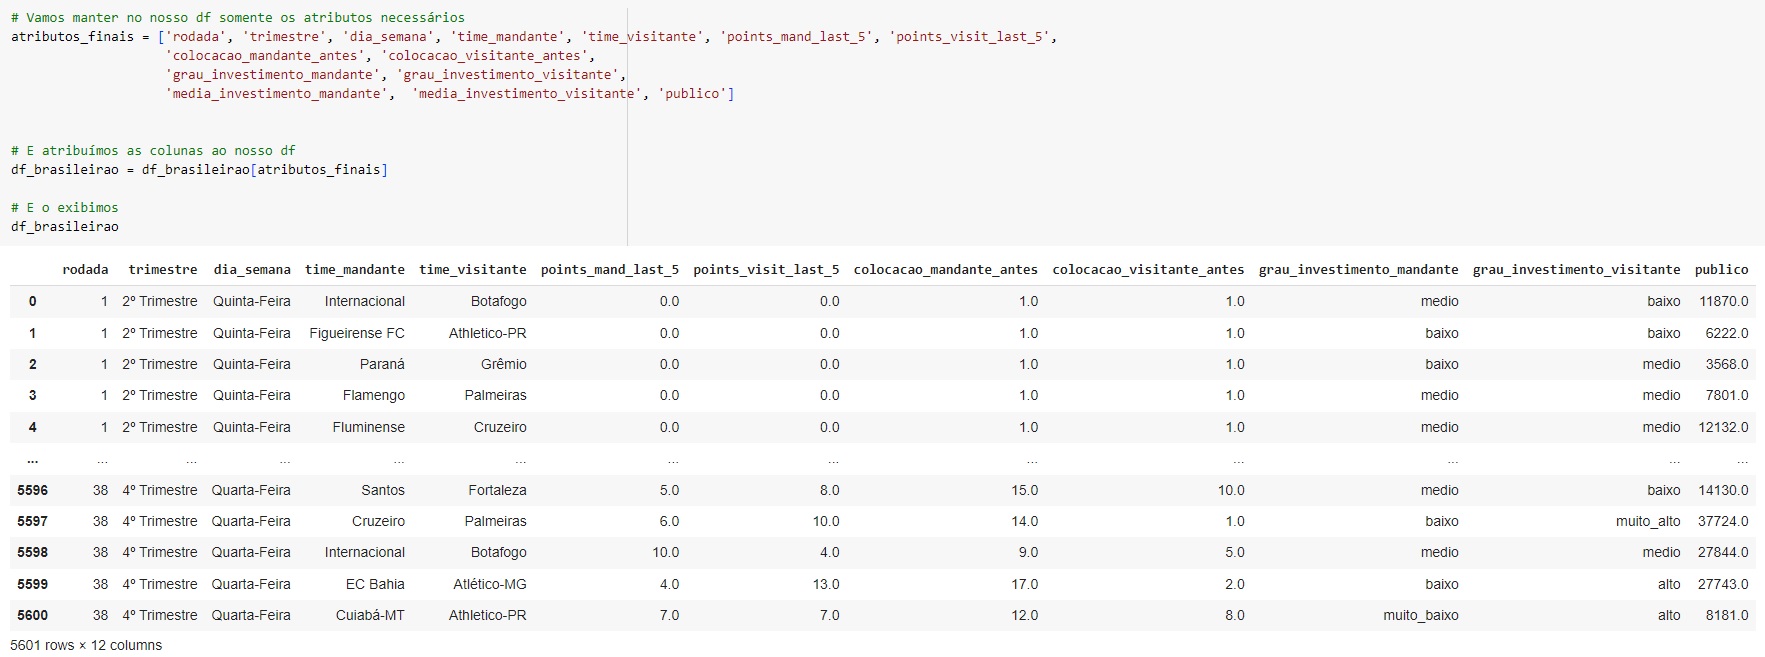 # Vamos manter no nosso df somente os atributos necessários
atributos_finais = ['rodada', 'trimestre', 'dia_semana', 'time_mandante', 'time_visitante', 'points_mand_last_5', 'points_visit_last_5',
'colocacao_mandante_antes', 'colocacao_visitante_antes',
'grau_investimento_mandante', 'grau_investimento_visitante',
'media_investimento_mandante',  'media_investimento_visitante', 'publico']
# E atribuímos as colunas ao nosso df
df_brasileirao = df_brasileirao[atributos_finais]
# E o exibimos
df_brasileirao
rodada trimestre dia_semana time_mandante time_visitante points_mand_last_5 points_visit_last_5 colocacao_mandante_antes colocacao_visitante_antes grau_investimento_mandante grau_investimento_visitante publico
0 1 2º Trimestre Quinta-Feira Internacional Botafogo 0.0 0.0 1.0 1.0 medio baixo 11870.0
1 1 2º Trimestre Quinta-Feira Figueirense FC Athletico-PR 0.0 0.0 1.0 1.0 baixo baixo 6222.0
2 1 2º Trimestre Quinta-Feira Paraná Grêmio 0.0 0.0 1.0 1.0 baixo medio 3568.0
3 1 2º Trimestre Quinta-Feira Flamengo Palmeiras 0.0 0.0 1.0 1.0 medio medio 7801.0
4 1 2º Trimestre Quinta-Feira Fluminense Cruzeiro 0.0 0.0 1.0 1.0 medio medio 12132.0
... ... ... ... ... ... ... ... ... ... ... ... ...
5596 38 4º Trimestre Quarta-Feira Santos Fortaleza 5.0 8.0 15.0 10.0 medio baixo 14130.0
5597 38 4º Trimestre Quarta-Feira Cruzeiro Palmeiras 6.0 10.0 14.0 1.0 baixo muito_alto 37724.0
5598 38 4º Trimestre Quarta-Feira Internacional Botafogo 10.0 4.0 9.0 5.0 medio medio 27844.0
5599 38 4º Trimestre Quarta-Feira EC Bahia Atlético-MG 4.0 13.0 17.0 2.0 baixo alto 27743.0
5600 38 4º Trimestre Quarta-Feira Cuiabá-MT Athletico-PR 7.0 7.0 12.0 8.0 muito_baixo alto 8181.0
5601 rows × 12 columns